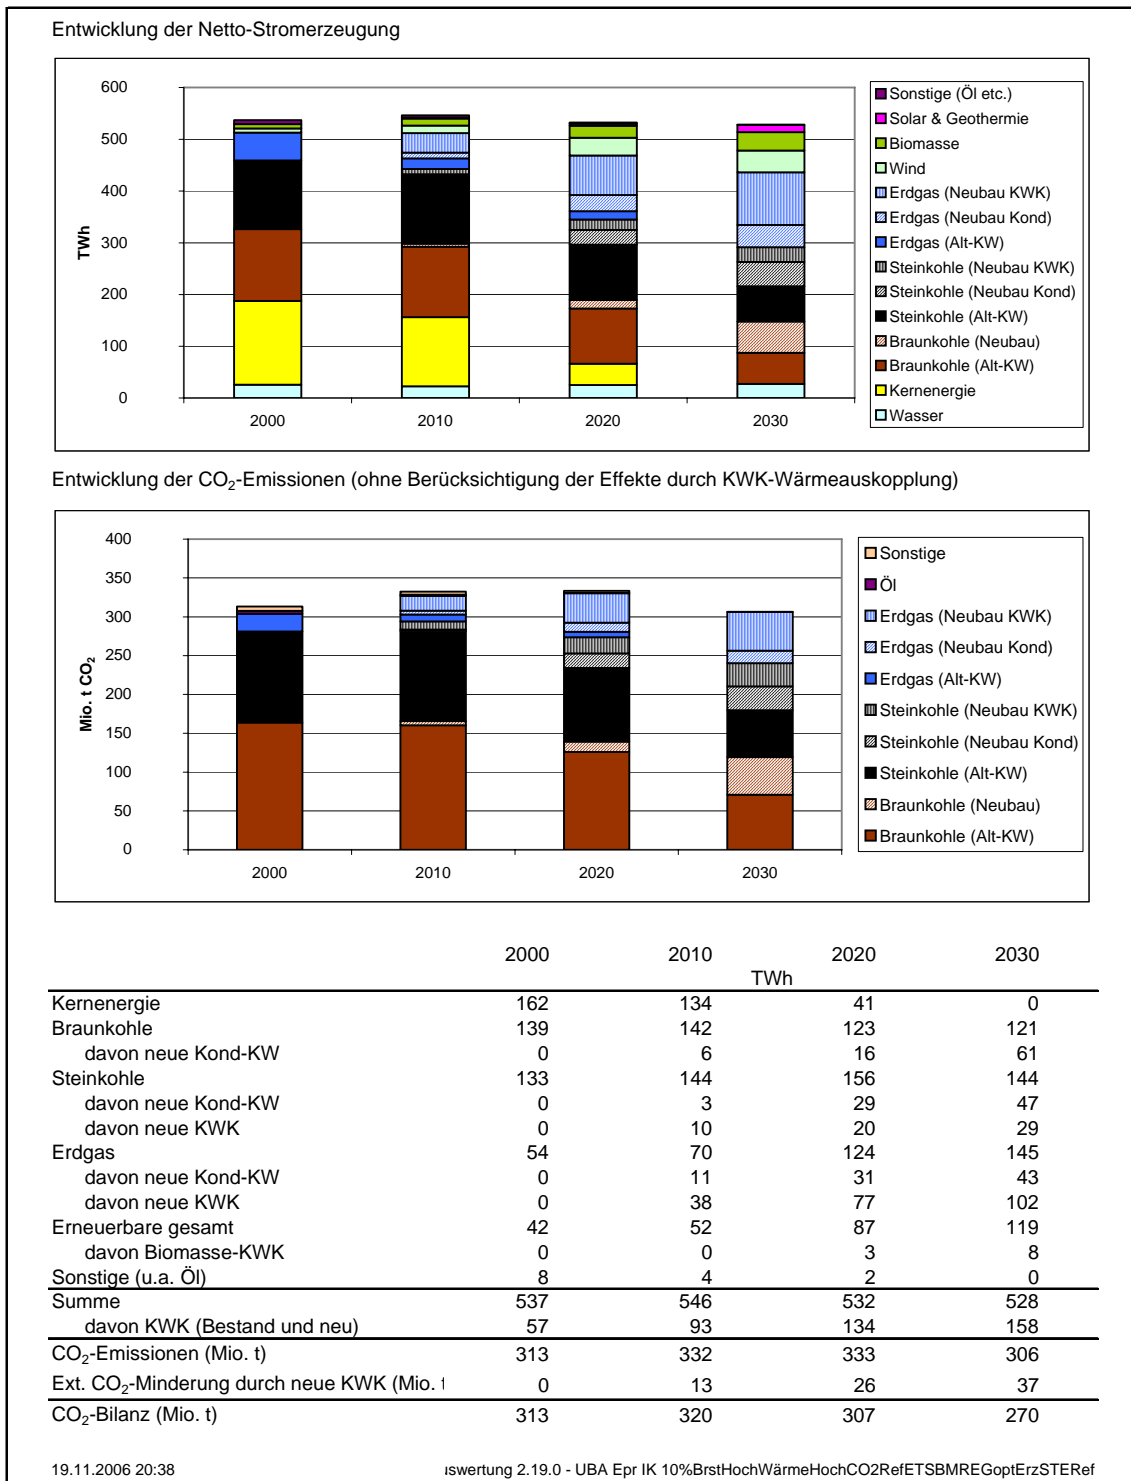 Entwicklung der Netto-Stromerzeugung
600
500
400
300
200
100
0
TWh
2000 2010 2020 2030
Sonstige (Öl etc.)
Solar & Geothermie
Biomasse
Wind
Erdgas (Neubau KWK)
Erdgas (Neubau Kond)
Erdgas (Alt-KW)
Steinkohle (Neubau KWK)
Steinkohle (Neubau Kond)
Steinkohle (Alt-KW)
Braunkohle (Neubau)
Braunkohle (Alt-KW)
Kernenergie
Wasser
Entwicklung der CO₂-Emissionen (ohne Berücksichtigung der Effekte durch KWK-Wärmeauskopplung)
400
350
300
250
200
150
100
50
0
Mio. t CO₂
2000 2010 2020 2030
Sonstige
Öl
Erdgas (Neubau KWK)
Erdgas (Neubau Kond)
Erdgas (Alt-KW)
Steinkohle (Neubau KWK)
Steinkohle (Neubau Kond)
Steinkohle (Alt-KW)
Braunkohle (Neubau)
Braunkohle (Alt-KW)
2000 2010 2020 2030
TWh
Kernenergie 162 134 41 0
Braunkohle 139 142 123 121
davon neue Kond-KW 0 6 16 61
Steinkohle 133 144 156 144
davon neue Kond-KW 0 3 29 47
davon neue KWK 0 10 20 29
Erdgas 54 70 124 145
davon neue Kond-KW 0 11 31 43
davon neue KWK 0 38 77 102
Erneuerbare gesamt 42 52 87 119
davon Biomasse-KWK 0 0 3 8
Sonstige (u.a. Öl) 8 4 2 0
Summe 537 546 532 528
davon KWK (Bestand und neu) 57 93 134 158
CO₂-Emissionen (Mio. t) 313 332 333 306
Ext. CO₂-Minderung durch neue KWK (Mio. t 0 13 26 37
CO₂-Bilanz (Mio. t) 313 320 307 270
19.11.2006 20:38 uswertung 2.19.0 - UBA Epr IK 10%BrstHochWärmeHochCO2RefETSBMREGoptErzSTERef